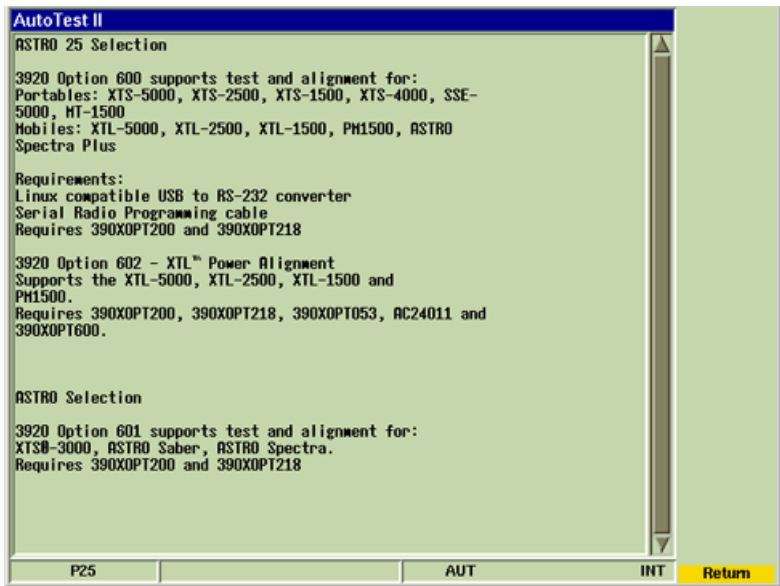 AutoTest II
ASTRO 25 Selection
3920 Option 600 supports test and alignment for:
Portables: XTS-5000, XTS-2500, XTS-1500, XTS-4000, SSE-
5000, MT-1500
Mobiles: XTL-5000, XTL-2500, XTL-1500, PM1500, ASTRO
Spectra Plus
Requirements:
Linux compatible USB to RS-232 converter
Serial Radio Programming cable
Requires 390XOPT200 and 390XOPT218
3920 Option 602 - XTL™ Power Alignment
Supports the XTL-5000, XTL-2500, XTL-1500 and
PM1500.
Requires 390XOPT200, 390XOPT218, 390XOPT053, AC24011 and
390XOPT600.
ASTRO Selection
3920 Option 601 supports test and alignment for:
XTS®-3000, ASTRO Saber, ASTRO Spectra.
Requires 390XOPT200 and 390XOPT218
P25 AUT INT Return